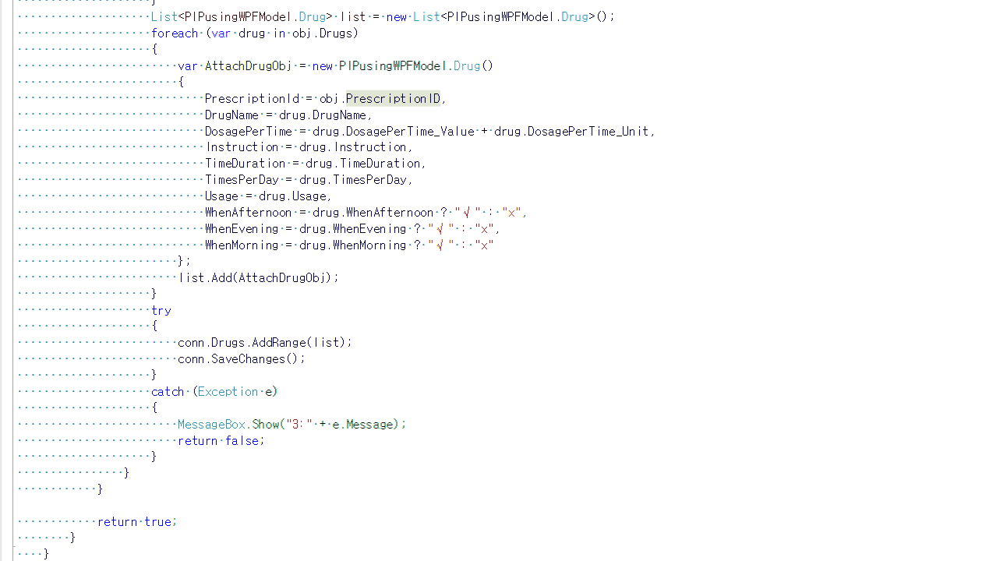 }
List<PIPusingWPFModel.Drug> list = new List<PIPusingWPFModel.Drug>();
foreach (var drug in obj.Drugs)
{
var AttachDrugObj = new PIPusingWPFModel.Drug()
{
PrescriptionId = obj.PrescriptionID,
DrugName = drug.DrugName,
DosagePerTime = drug.DosagePerTime_Value + drug.DosagePerTime_Unit,
Instruction = drug.Instruction,
TimeDuration = drug.TimeDuration,
TimesPerDay = drug.TimesPerDay,
Usage = drug.Usage,
WhenAfternoon = drug.WhenAfternoon ? "√" : "x",
WhenEvening = drug.WhenEvening ? "√" : "x",
WhenMorning = drug.WhenMorning ? "√" : "x"
};
list.Add(AttachDrugObj);
}
try
{
conn.Drugs.AddRange(list);
conn.SaveChanges();
}
catch (Exception e)
{
MessageBox.Show("3:" + e.Message);
return false;
}
}
}
return true;
}
}